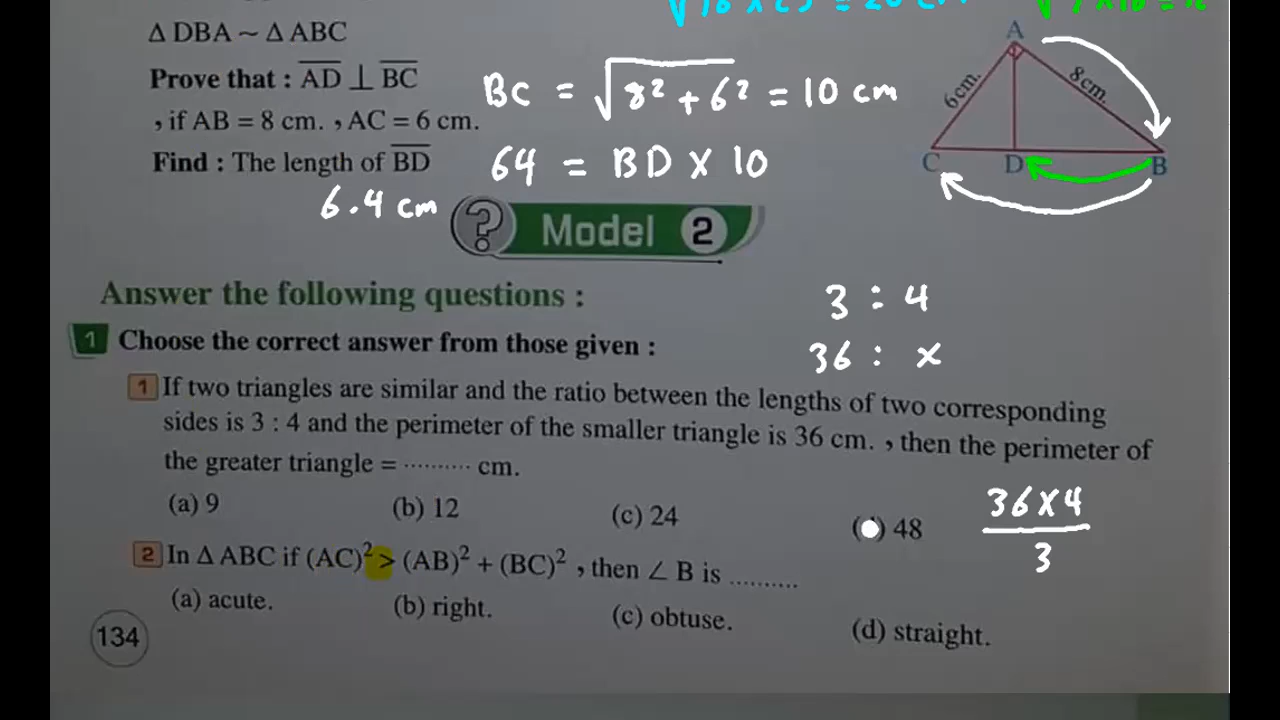 Δ DBA ~ Δ ABC
Prove that : AD ⊥ BC
, if AB = 8 cm. , AC = 6 cm.
Find : The length of BD
6.4 cm
BC = √8² + 6² = 10 cm
64 = BD × 10
A
6cm.
8cm.
C D B
? Model 2
Answer the following questions :
3 : 4
36 : x
1 Choose the correct answer from those given :
1 If two triangles are similar and the ratio between the lengths of two corresponding
sides is 3 : 4 and the perimeter of the smaller triangle is 36 cm. , then the perimeter of
the greater triangle = .......... cm.
(a) 9 (b) 12 (c) 24 ( ) 48
36 × 4
3
2 In Δ ABC if (AC)² > (AB)² + (BC)² , then ∠ B is ..........
(a) acute. (b) right. (c) obtuse. (d) straight.
134